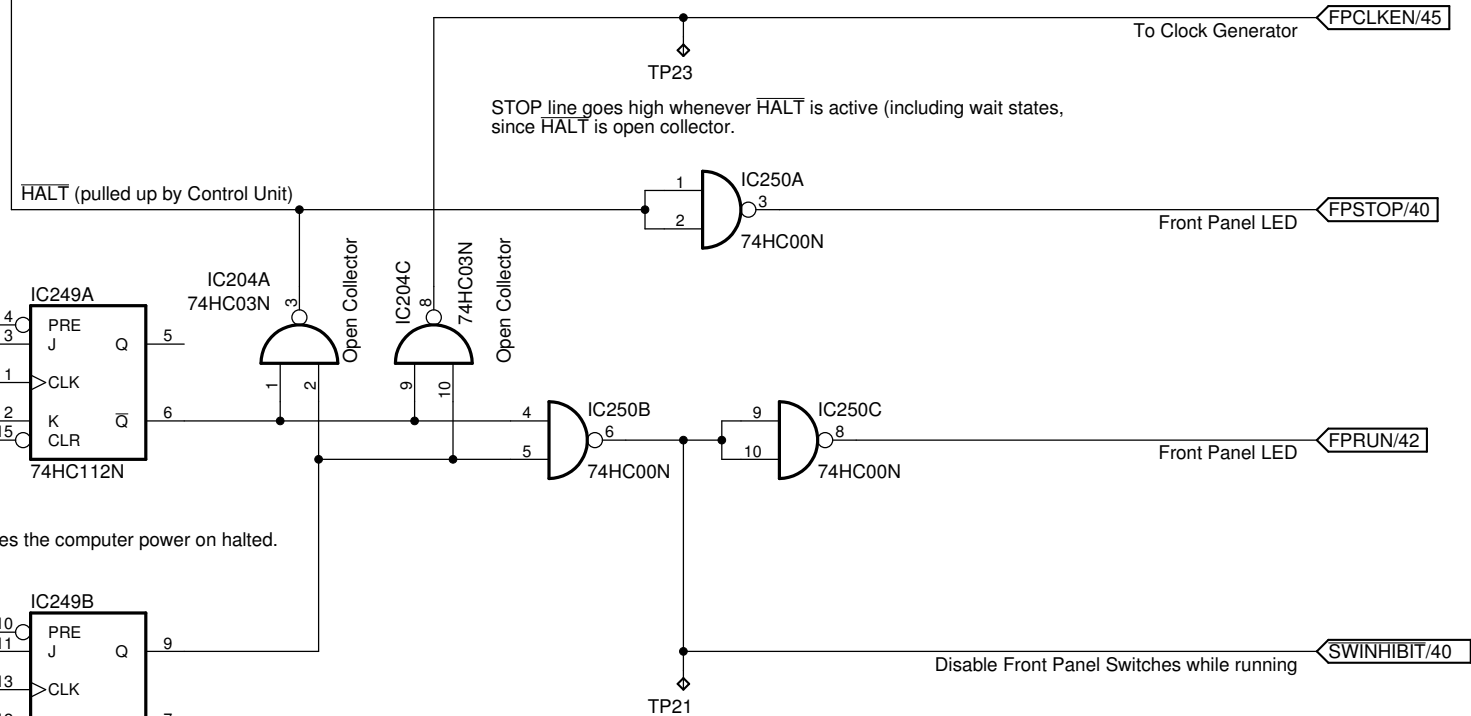 FPCLKEN/45
To Clock Generator
TP23
STOP line goes high whenever HALT is active (including wait states,
since HALT is open collector.
HALT (pulled up by Control Unit)
1
2
IC250A
3
74HC00N
FPSTOP/40
Front Panel LED
IC204A
74HC03N
3
Open Collector
1
2
IC204C
8
74HC03N
Open Collector
9
10
IC249A
4
PRE
3
J
Q
5
1
CLK
2
K
Q
6
15
CLR
74HC112N
4
5
IC250B
6
74HC00N
9
10
IC250C
8
74HC00N
FPRUN/42
Front Panel LED
es the computer power on halted.
IC249B
10
PRE
11
J
Q
9
13
CLK
SWINHIBIT/40
Disable Front Panel Switches while running
TP21